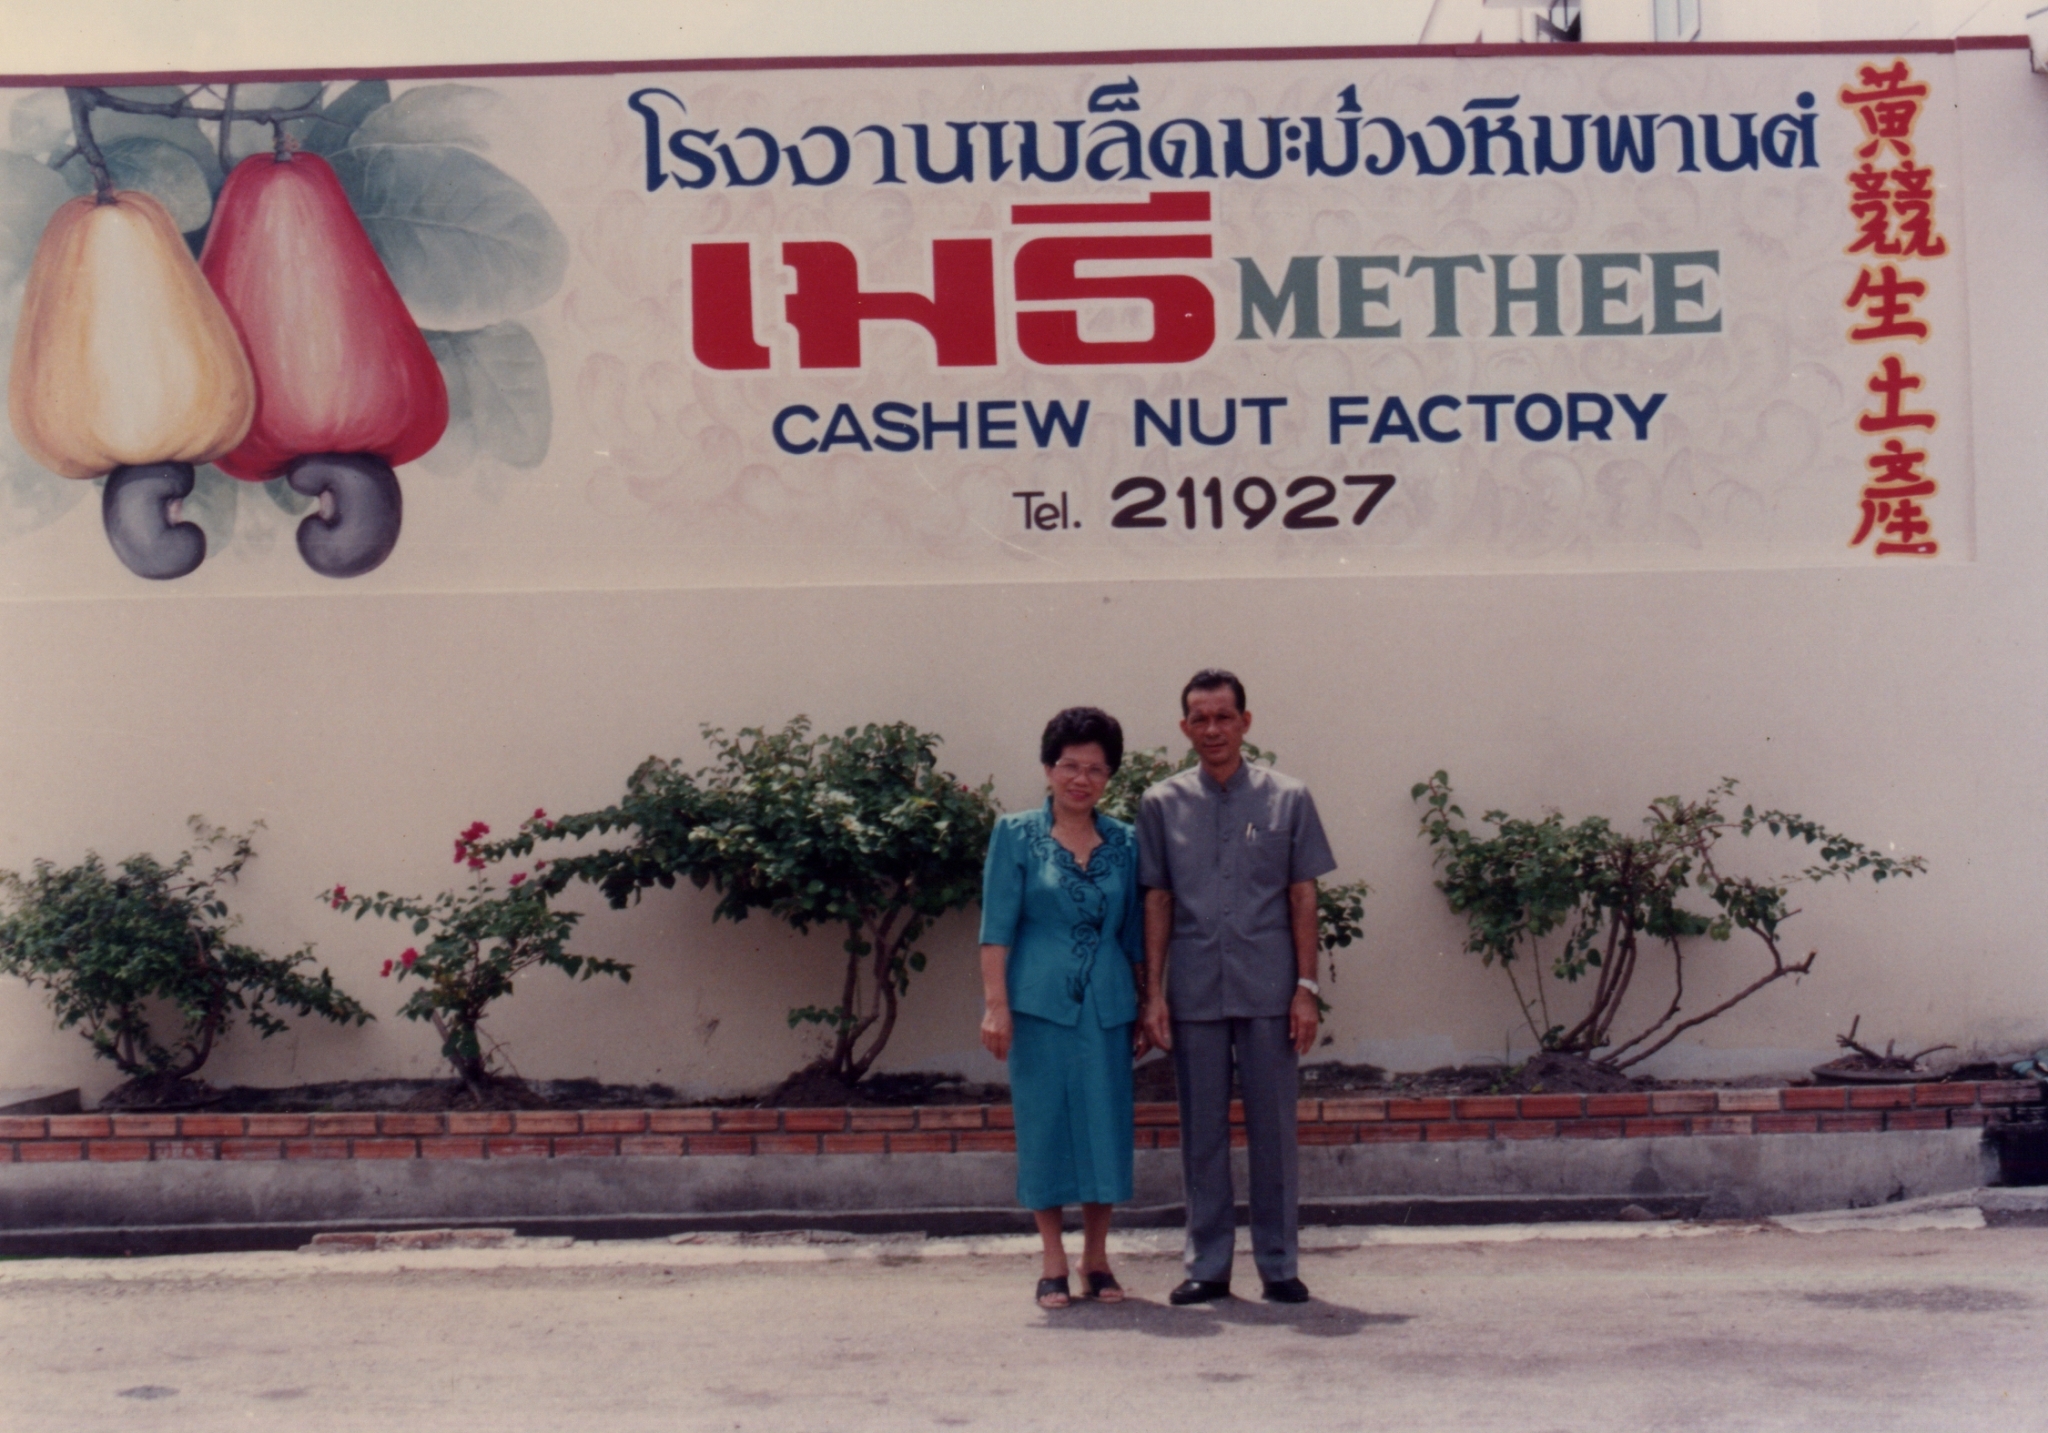 โรงงานเมล็ดมะม่วงหิมพานต์
เมธี METHEE
CASHEW NUT FACTORY
Tel. 211927
黄競生土産